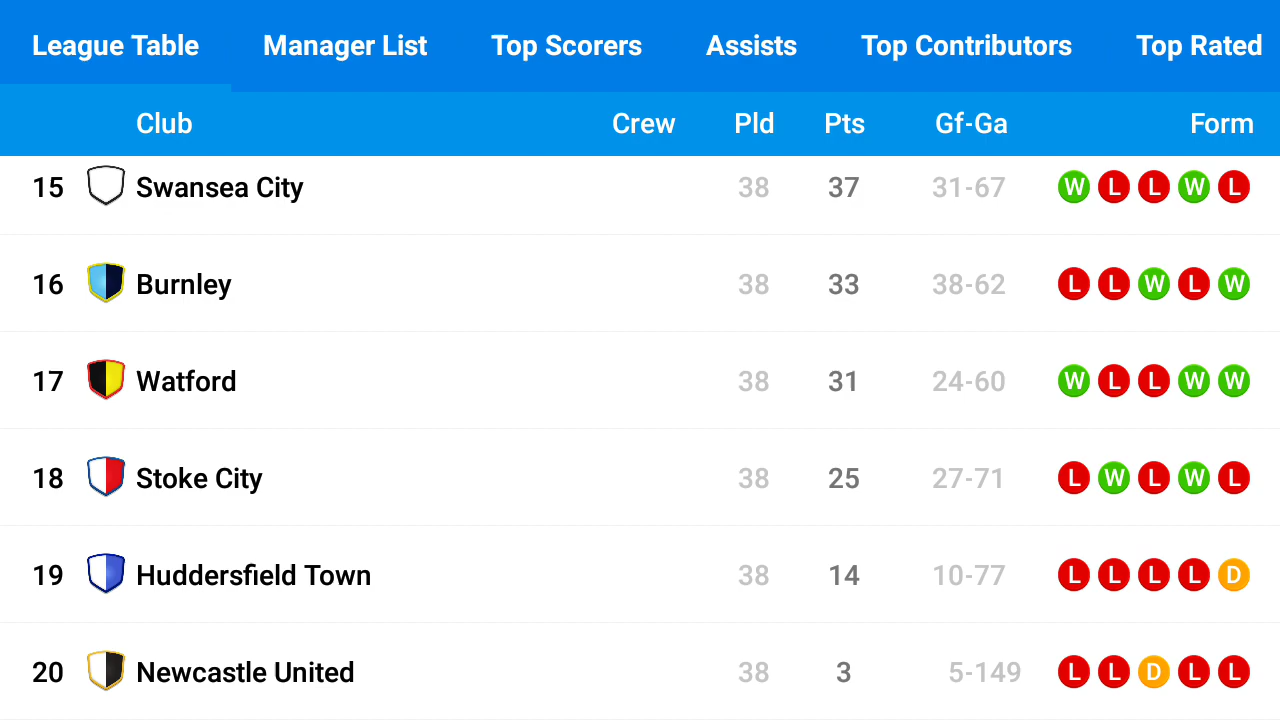 League Table Manager List Top Scorers Assists Top Contributors Top Rated
Club Crew Pld Pts Gf-Ga Form
15 Swansea City 38 37 31-67 W L L W L
16 Burnley 38 33 38-62 L L W L W
17 Watford 38 31 24-60 W L L W W
18 Stoke City 38 25 27-71 L W L W L
19 Huddersfield Town 38 14 10-77 L L L L D
20 Newcastle United 38 3 5-149 L L D L L